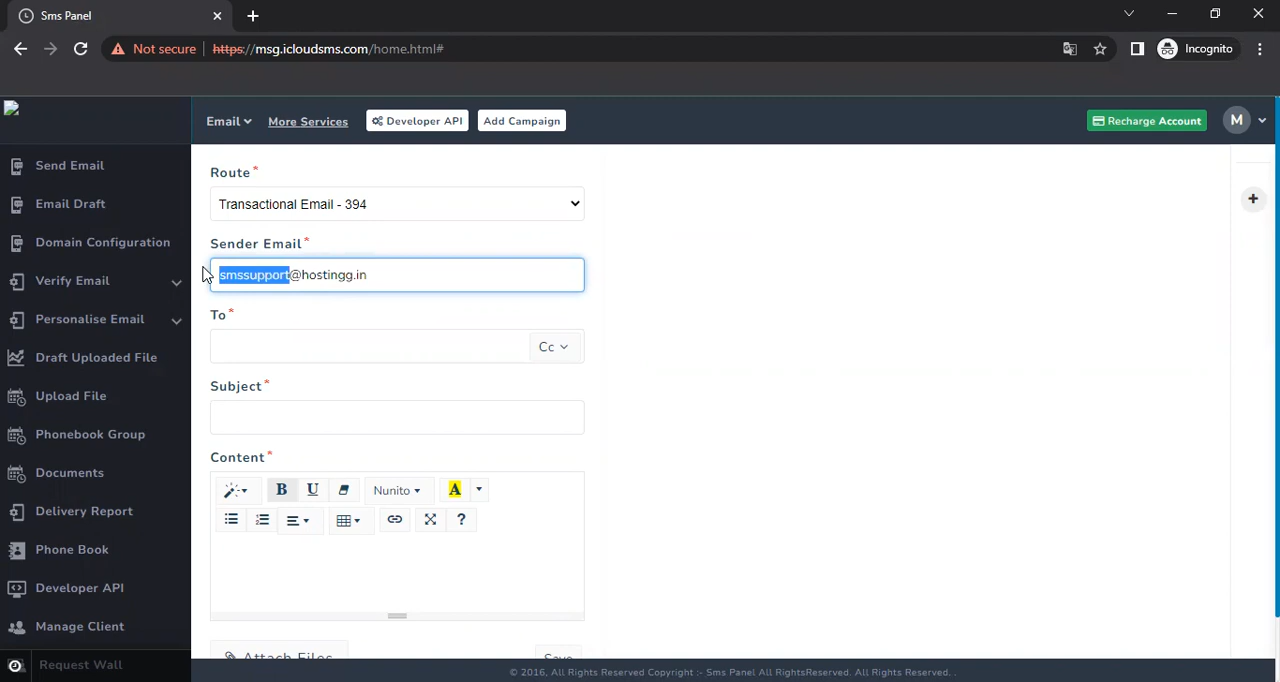 Sms Panel
Not secure
https://msg.icloudsms.com/home.html#
Incognito
Email
More Services
Developer API
Add Campaign
Recharge Account
M
Send Email
Email Draft
Domain Configuration
Verify Email
Personalise Email
Draft Uploaded File
Upload File
Phonebook Group
Documents
Delivery Report
Phone Book
Developer API
Manage Client
Request Wall
Route*
Transactional Email - 394
Sender Email*
smssupport@hostingg.in
To*
Cc
Subject*
Content*
B U Nunito A
?
Attach Files
Save
© 2016, All Rights Reserved Copyright :- Sms Panel All RightsReserved. All Rights Reserved. .